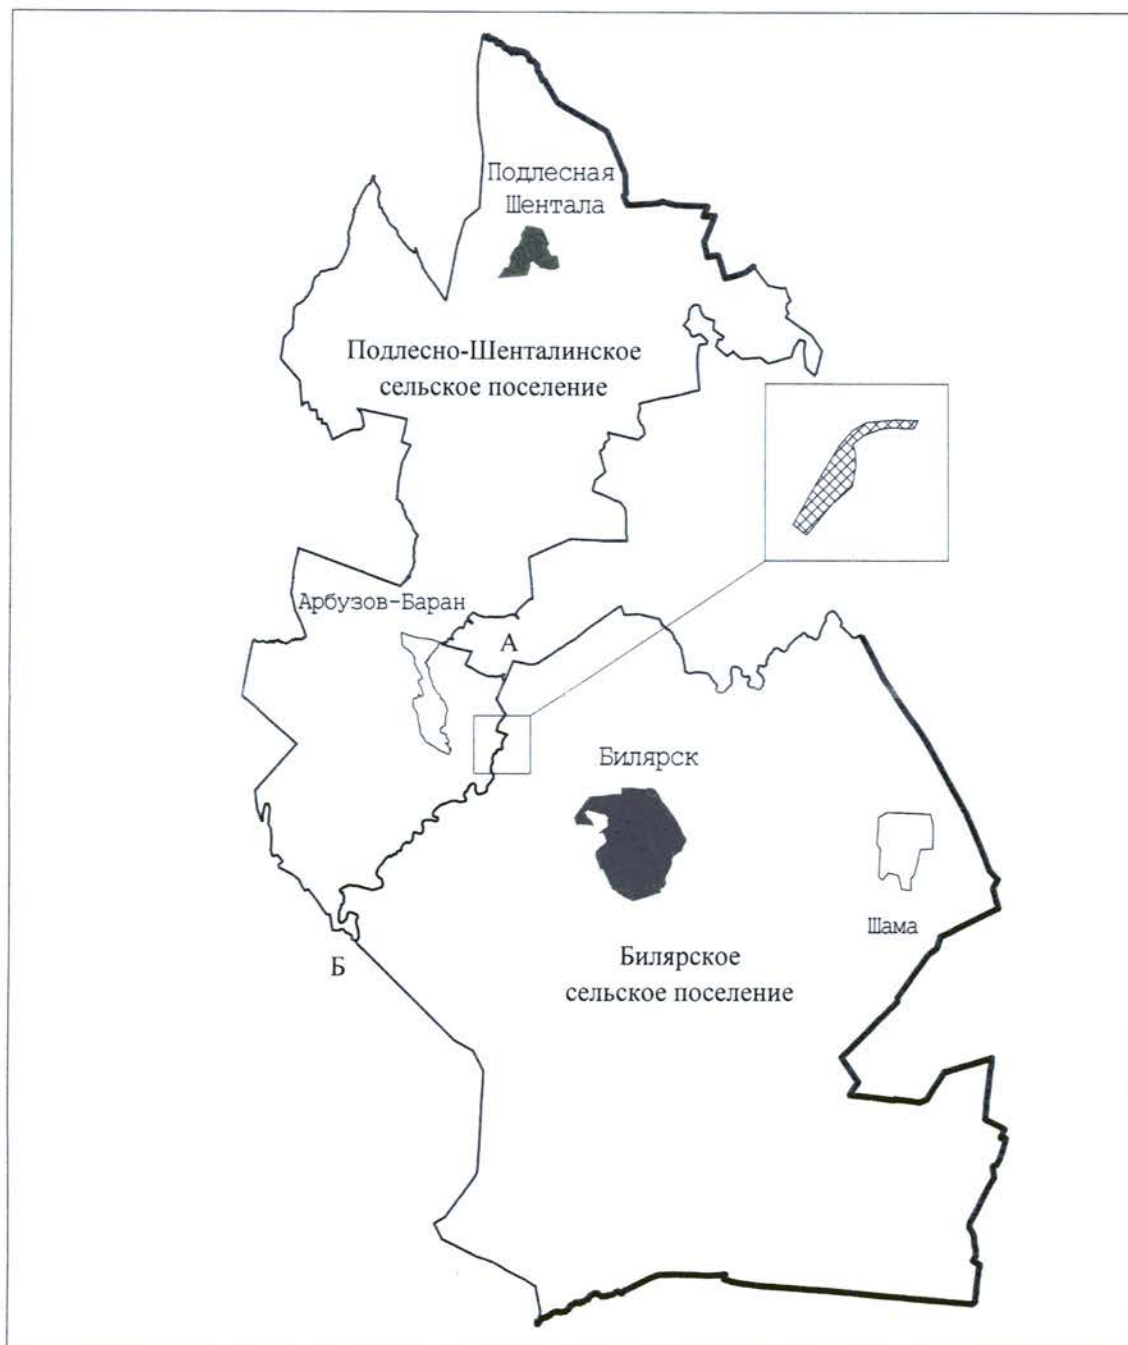 Подлесная
Шентала
Подлесно-Шенталинское
сельское поселение
Арбузов-Баран
А
Билярск
Шама
Б
Билярское
сельское поселение